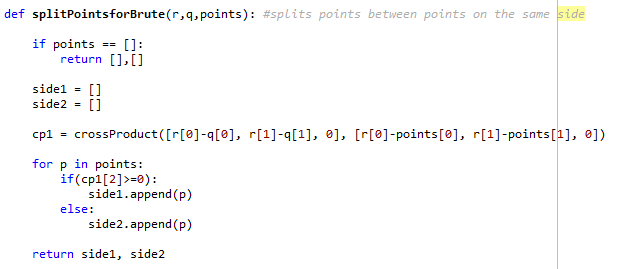 def splitPointsforBrute(r,q,points): #splits points between points on the same side
if points == []:
return [],[]
side1 = []
side2 = []
cp1 = crossProduct([r[0]-q[0], r[1]-q[1], 0], [r[0]-points[0], r[1]-points[1], 0])
for p in points:
if(cp1[2]>=0):
side1.append(p)
else:
side2.append(p)
return side1, side2